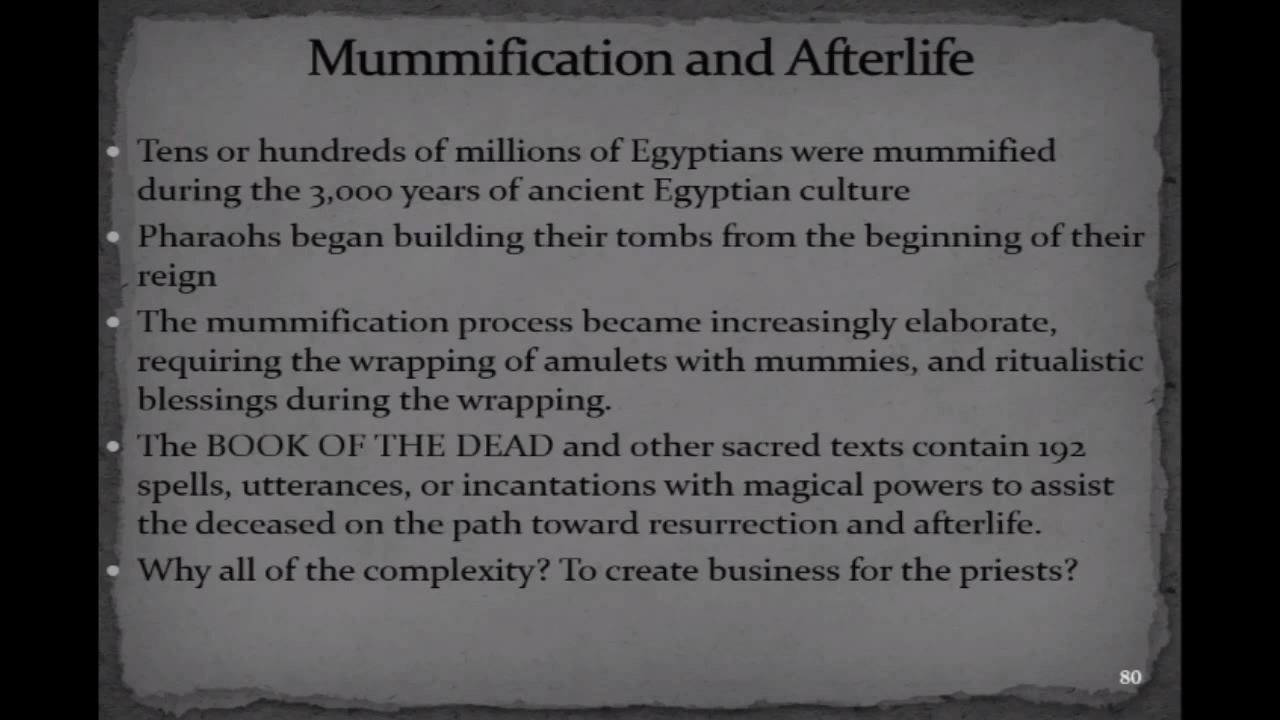 Mummification and Afterlife
• Tens or hundreds of millions of Egyptians were mummified
during the 3,000 years of ancient Egyptian culture
• Pharaohs began building their tombs from the beginning of their
reign
• The mummification process became increasingly elaborate,
requiring the wrapping of amulets with mummies, and ritualistic
blessings during the wrapping.
• The BOOK OF THE DEAD and other sacred texts contain 192
spells, utterances, or incantations with magical powers to assist
the deceased on the path toward resurrection and afterlife.
• Why all of the complexity? To create business for the priests?
80